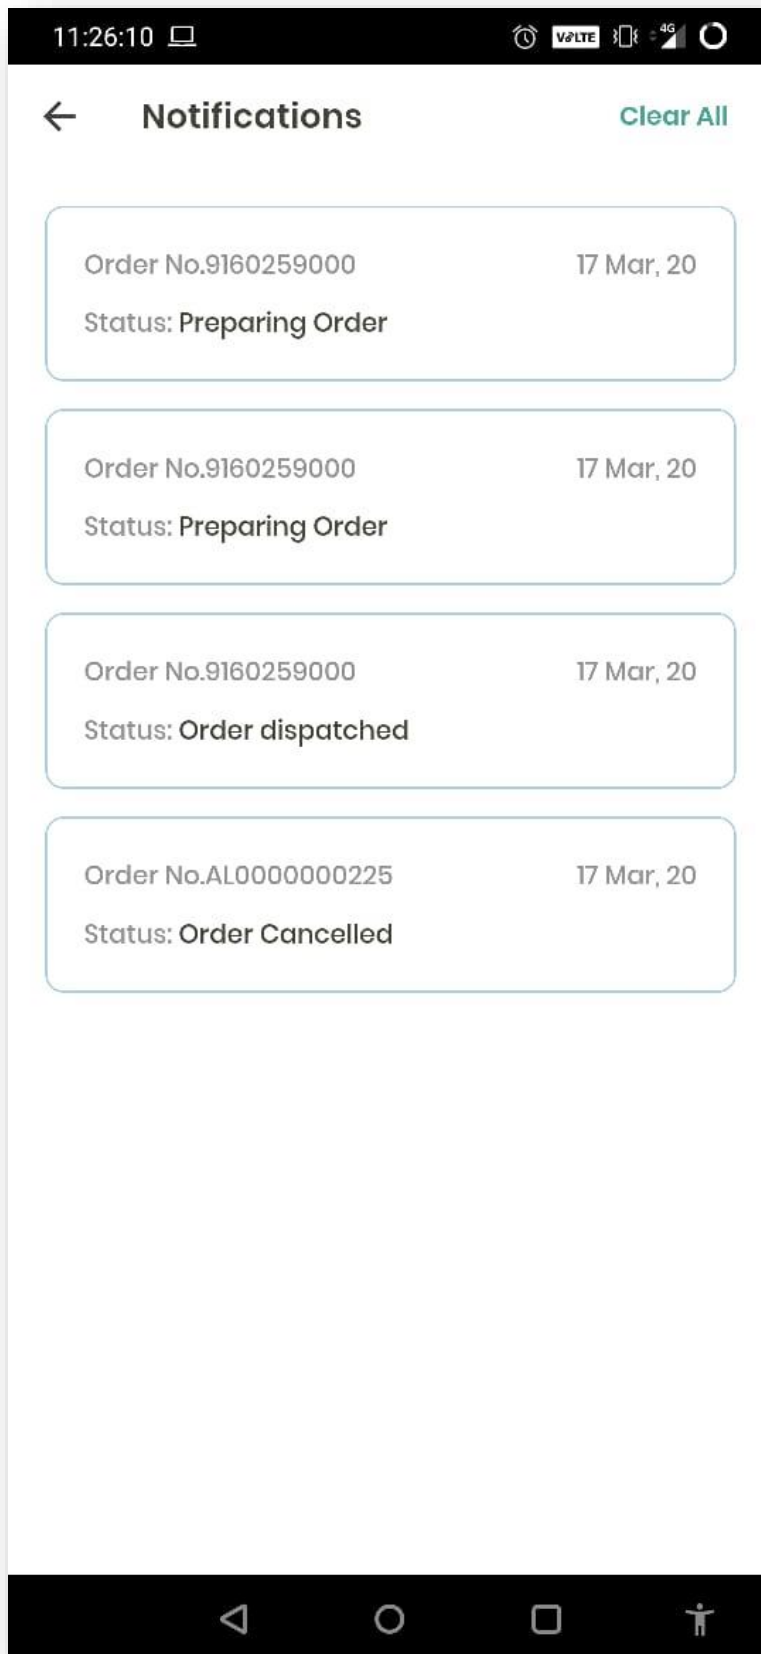 11:26:10
VoLTE 4G
Notifications Clear All
Order No.9160259000 17 Mar, 20
Status: Preparing Order
Order No.9160259000 17 Mar, 20
Status: Preparing Order
Order No.9160259000 17 Mar, 20
Status: Order dispatched
Order No.AL0000000225 17 Mar, 20
Status: Order Cancelled